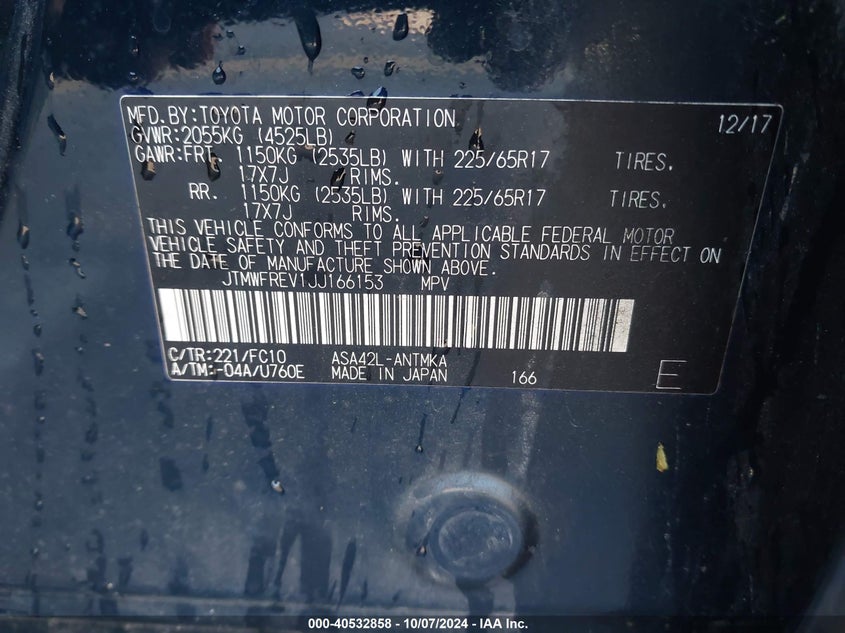 MFD.BY:TOYOTA MOTOR CORPORATION 12/17
GVWR:2055KG (4525LB)
GAWR:FRT. 1150KG (2535LB) WITH 225/65R17 TIRES.
17X7J RIMS.
RR. 1150KG (2535LB) WITH 225/65R17 TIRES.
17X7J RIMS.
THIS VEHICLE CONFORMS TO ALL APPLICABLE FEDERAL MOTOR
VEHICLE SAFETY AND THEFT PREVENTION STANDARDS IN EFFECT ON
THE DATE OF MANUFACTURE SHOWN ABOVE.
JTMWFREV1JJ166153 MPV
C/TR:221/FC10 ASA42L-ANTMKA
A/TM:-04A/U760E MADE IN JAPAN 166 E
000-40532858 - 10/07/2024 - IAA Inc.